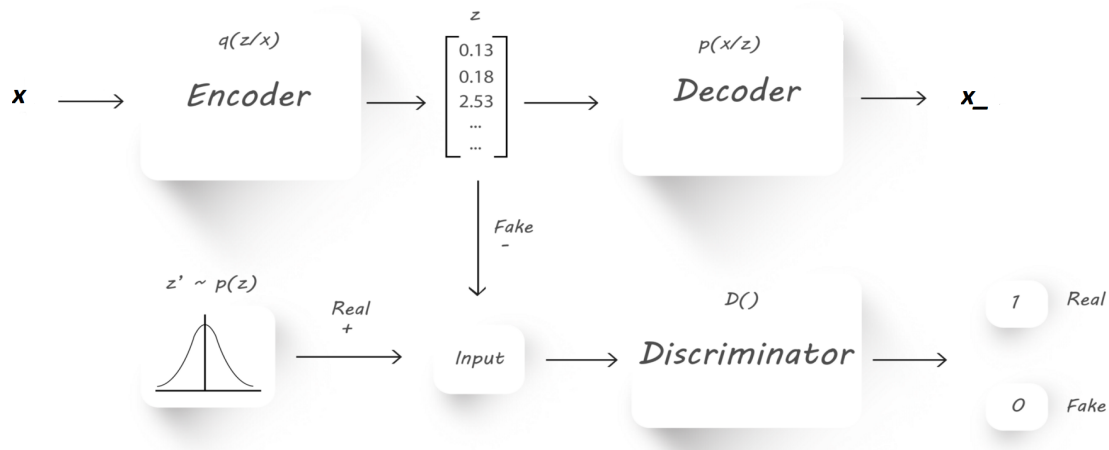 z
q(z/x)
p(x/z)
x
Encoder
0.13
0.18
2.53
...
...
Decoder
x_
Fake
-
z' ~ p(z)
Real
+
Input
D()
Discriminator
1 Real
0 Fake